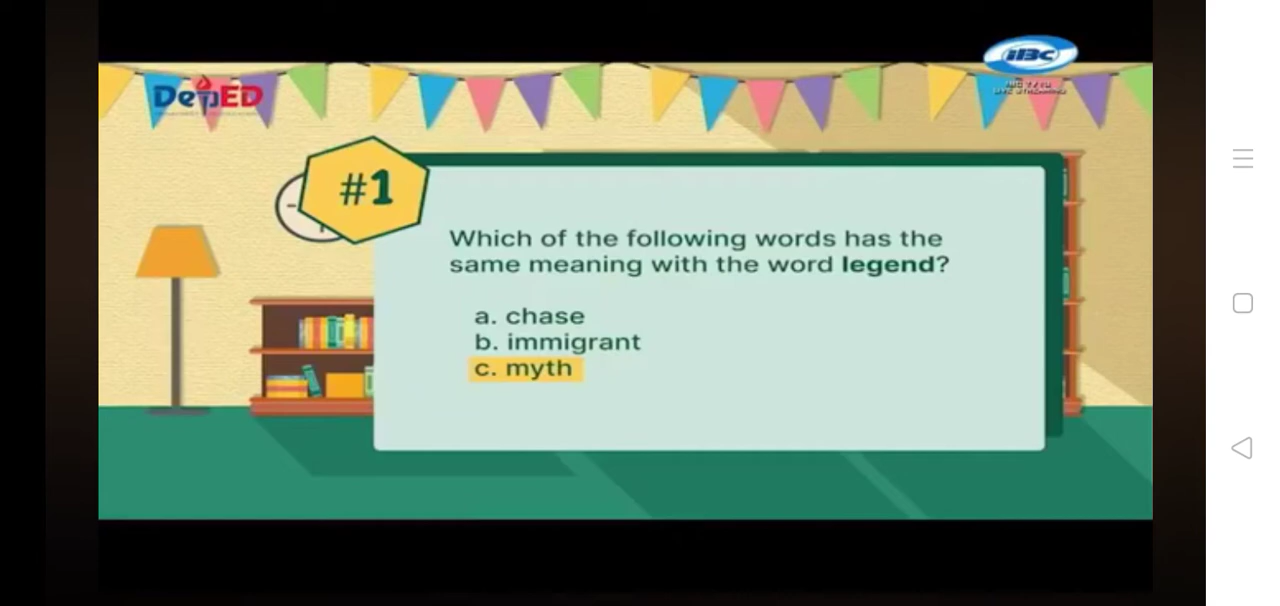 DepED
iBC
#1
Which of the following words has the
same meaning with the word legend?
a. chase
b. immigrant
c. myth